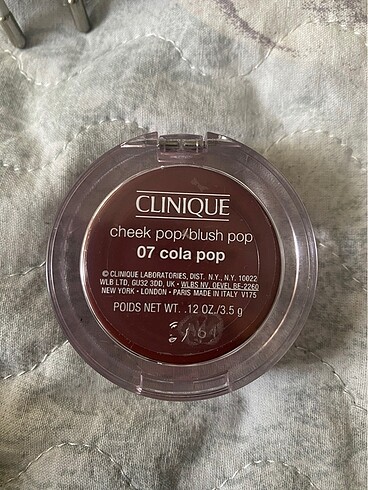 CLINIQUE
cheek pop/blush pop
07 cola pop
© CLINIQUE LABORATORIES, DIST. N.Y., N.Y. 10022
WLB LTD, GU32 3DD, UK • WLBS NV, OEVEL BE-2260
NEW YORK • LONDON • PARIS MADE IN ITALY V175
POIDS NET WT. .12 OZ./3.5 g